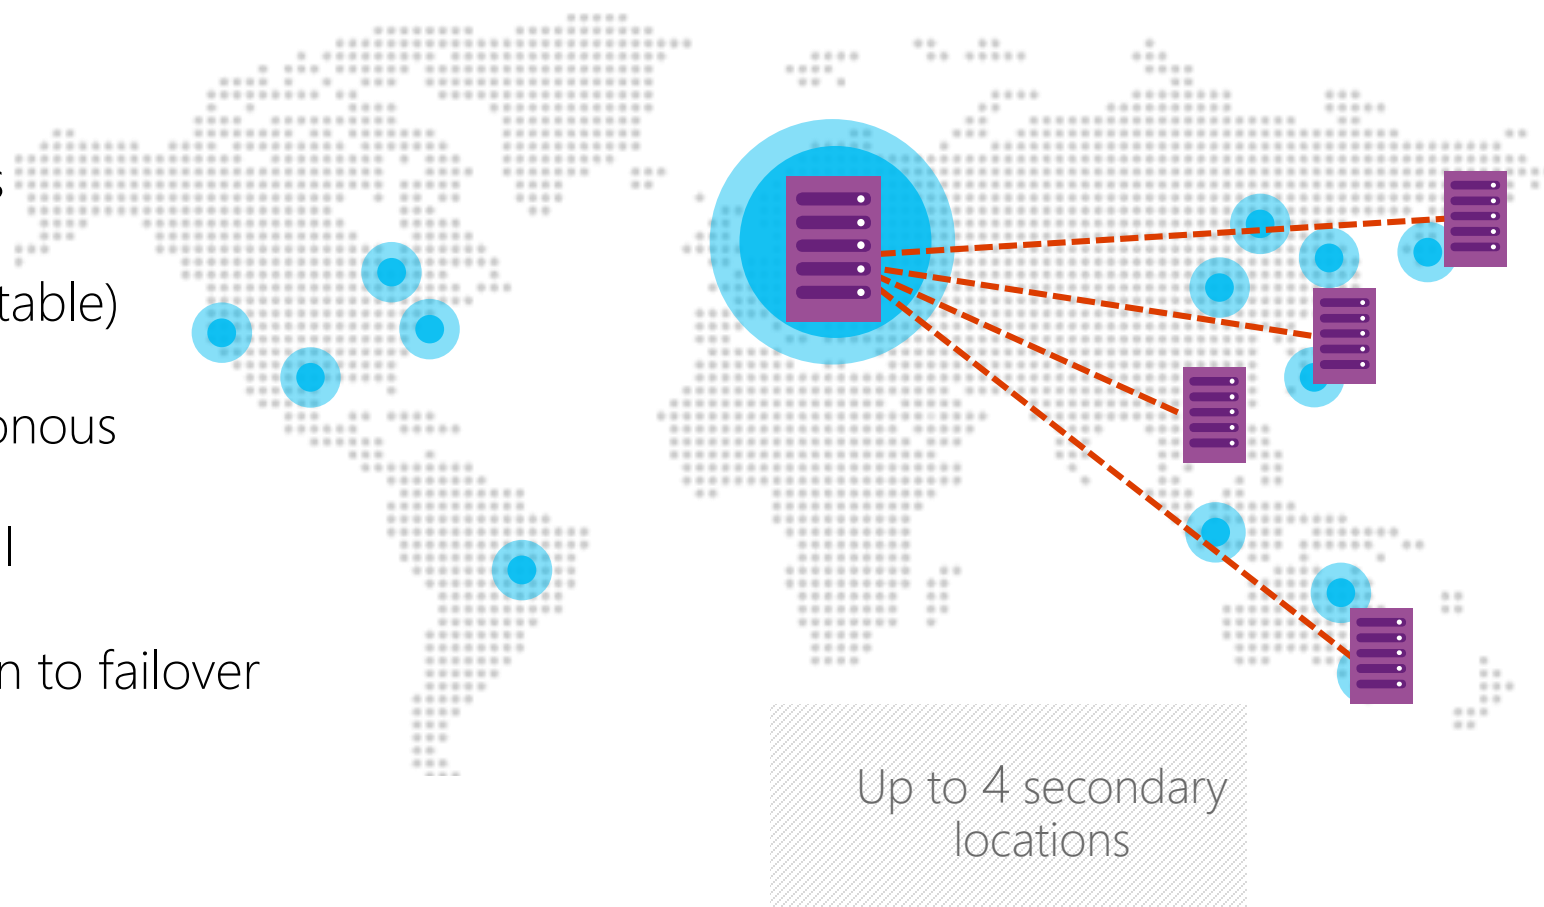 s
table)
onous
l
n to failover
Up to 4 secondary
locations